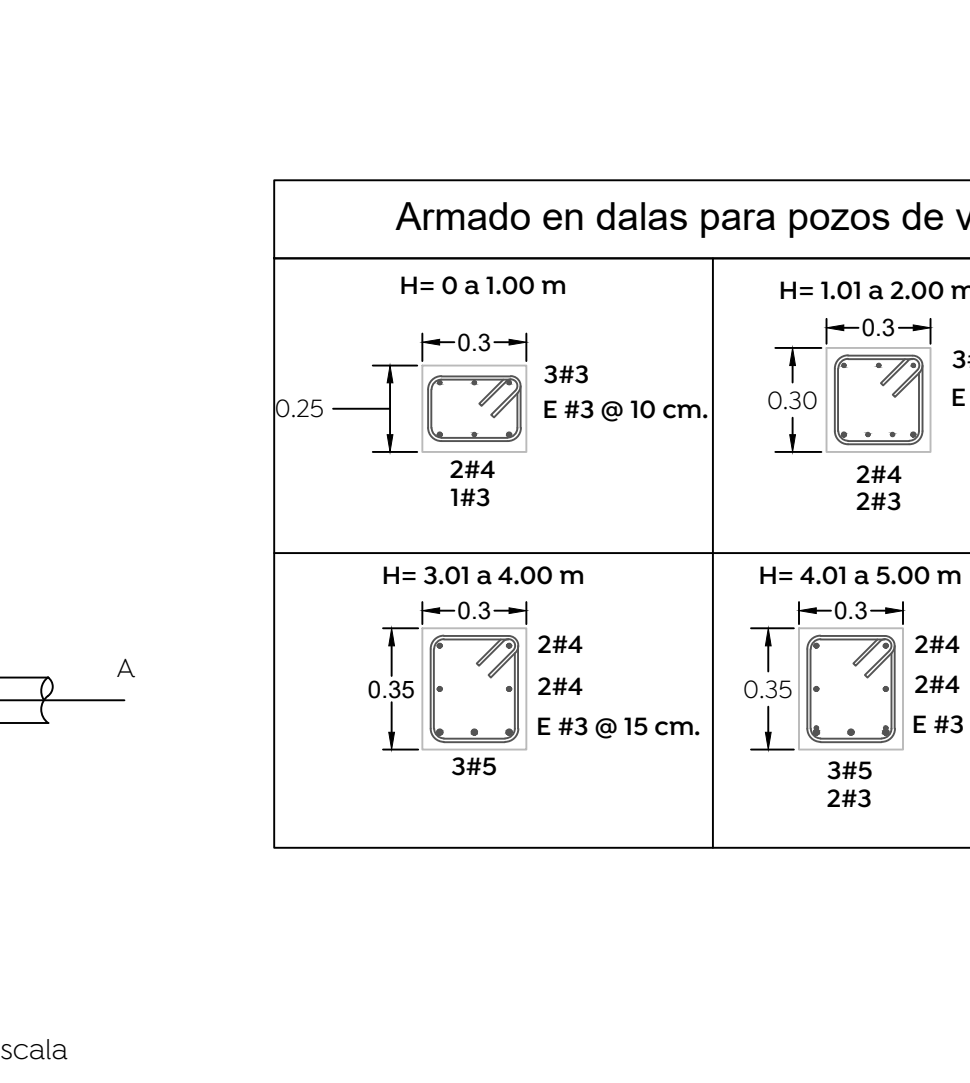 Armado en dalas para pozos de v
H= 0 a 1.00 m
0.3
0.25
3#3
E #3 @ 10 cm.
2#4
1#3
H= 1.01 a 2.00 m
0.3
0.30
3
E
2#4
2#3
H= 3.01 a 4.00 m
0.3
0.35
2#4
2#4
E #3 @ 15 cm.
3#5
H= 4.01 a 5.00 m
0.3
0.35
2#4
2#4
E #3
3#5
2#3
A
scala